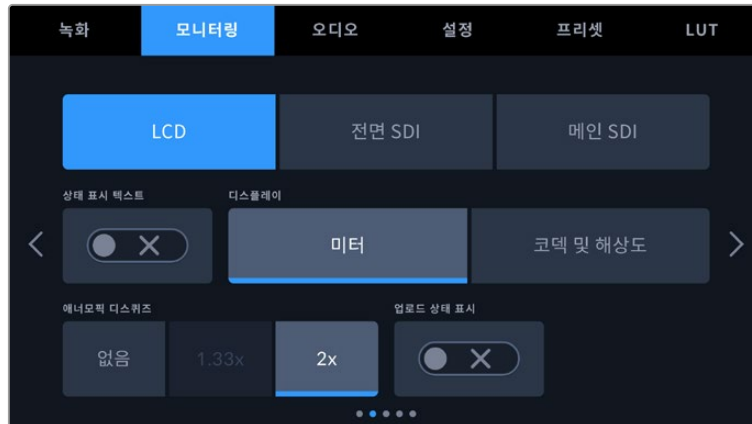 녹화 모니터링 오디오 설정 프리셋 LUT
LCD 전면 SDI 메인 SDI
상태 표시 텍스트 디스플레이
미터 코덱 및 해상도
애너모픽 디스퀴즈 업로드 상태 표시
없음 1.33x 2x